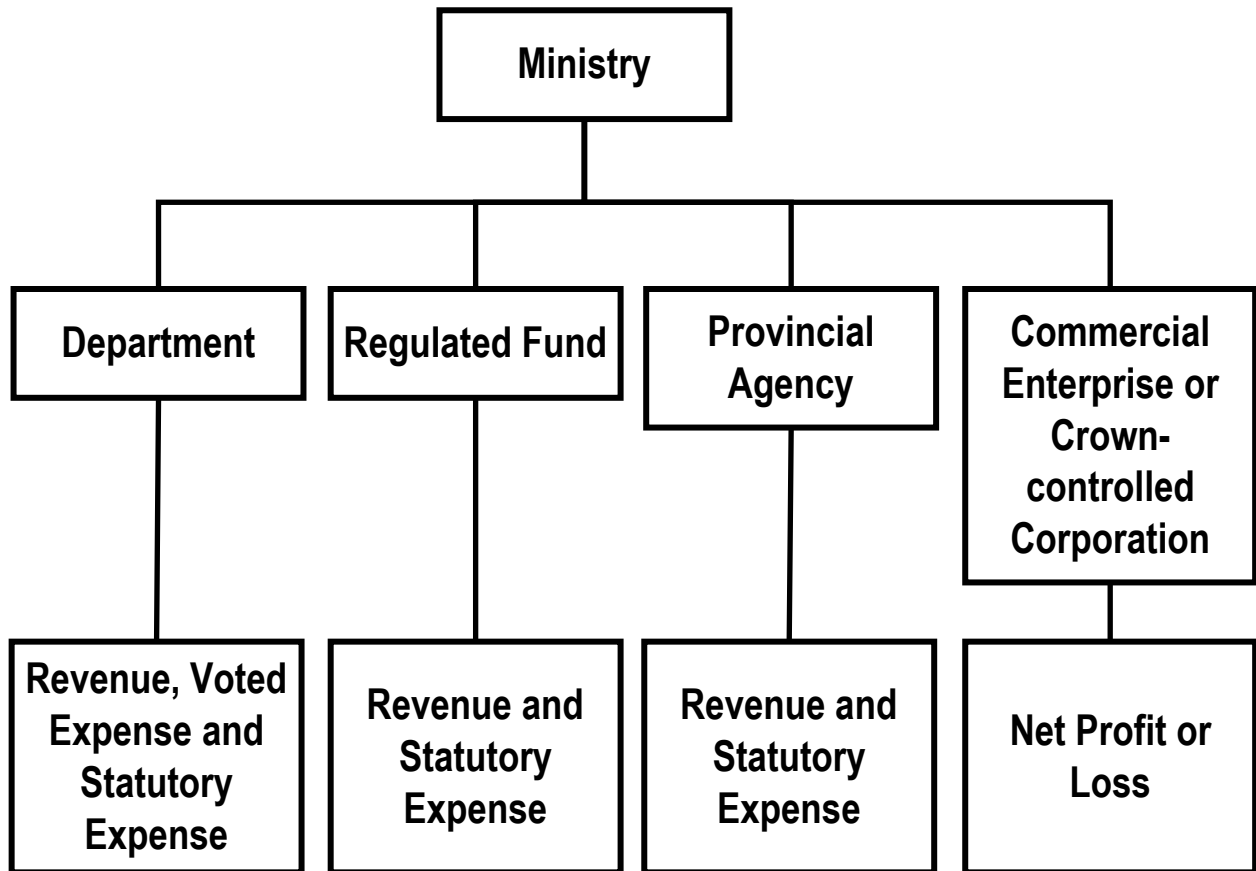 Ministry
Department
Regulated Fund
Provincial
Agency
Commercial
Enterprise or
Crown-
controlled
Corporation
Revenue, Voted
Expense and
Statutory
Expense
Revenue and
Statutory
Expense
Revenue and
Statutory
Expense
Net Profit or
Loss